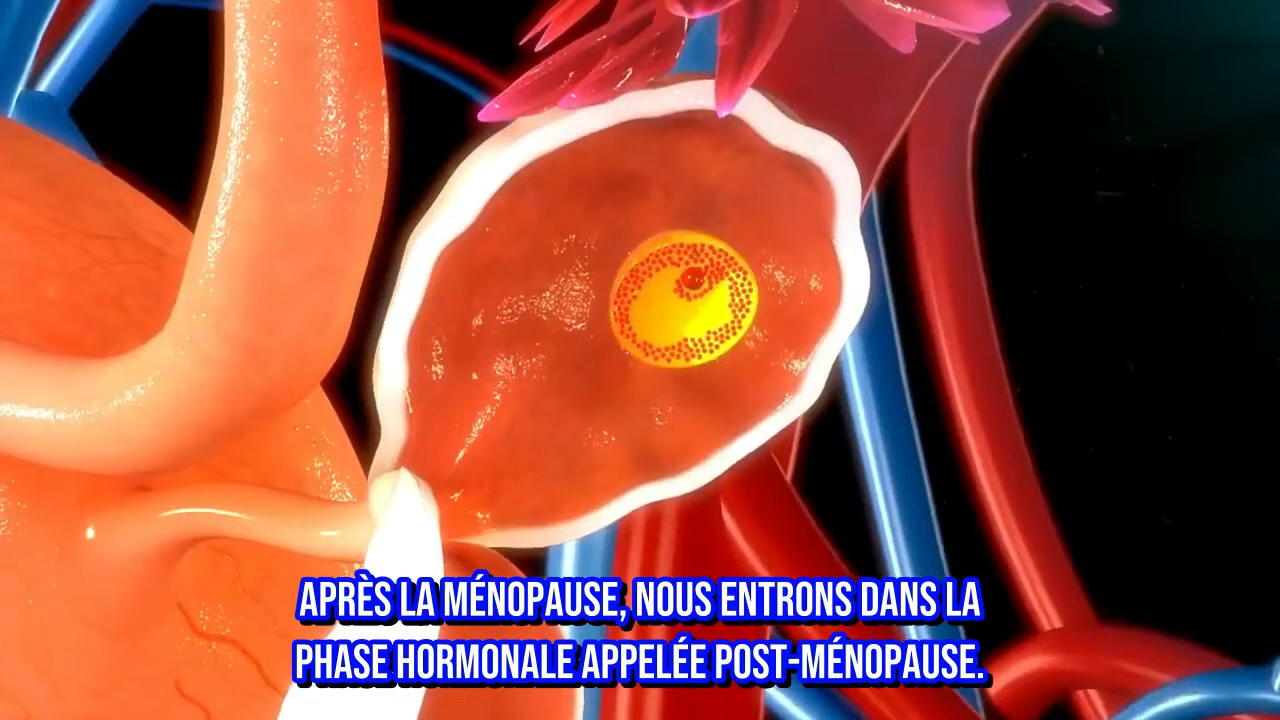 APRÈS LA MÉNOPAUSE, NOUS ENTRONS DANS LA
PHASE HORMONALE APPELÉE POST-MÉNOPAUSE.